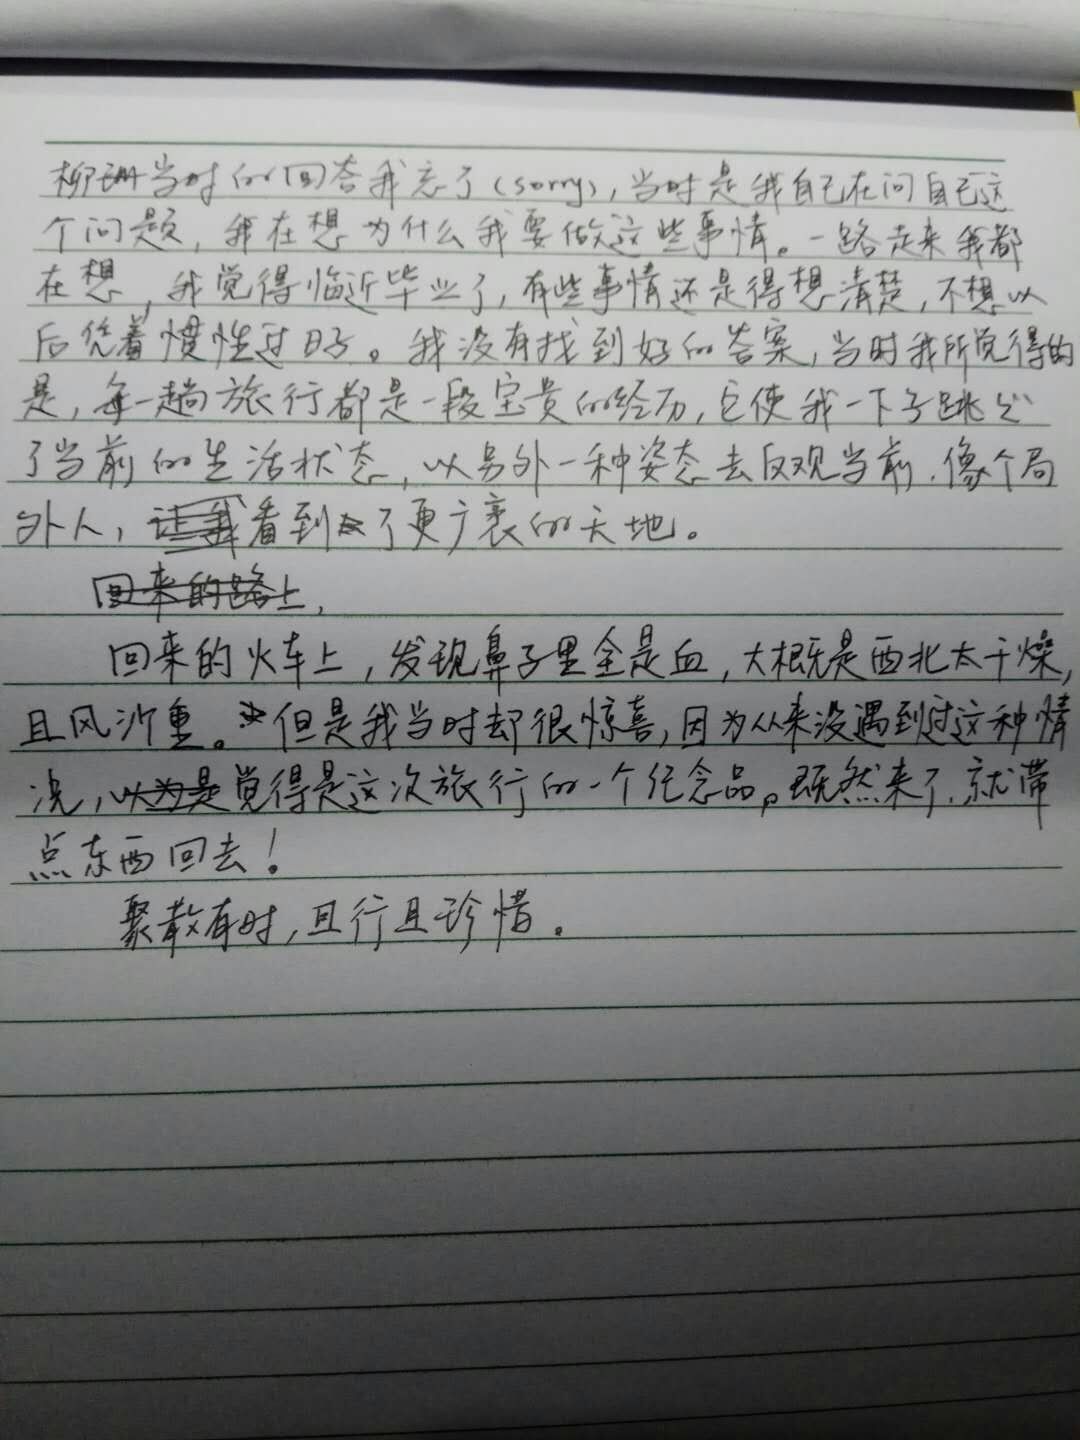 柳珊当时的回答我忘了(sorry),当时是我自己在问自己这
个问题,我在想为什么我要做这些事情。一路走来我都
在想,我觉得临近毕业了,有些事情还是得想清楚,不想以
后凭着惯性过日子。我没有找到好的答案,当时我所觉得的
是,每一趟旅行都是一段宝贵的经历,它使我一下子跳出
了当前的生活状态,以另外一种姿态去反观当前,像个局
外人,让我看到了更广袤的天地。
回来的路上,
回来的火车上,发现鼻子里全是血,大概是西北太干燥,
且风沙重。但是我当时却很惊喜,因为从来没遇到过这种情
况,以为是觉得是这次旅行的一个纪念品。既然来了,就带
点东西回去!
聚散有时,且行且珍惜。